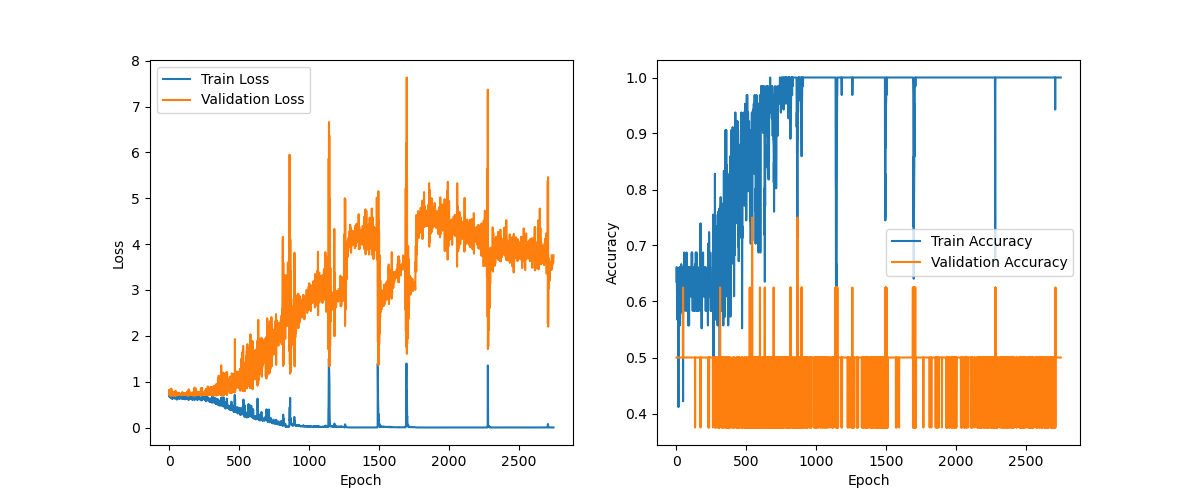 8
7
6
5
4
3
2
1
0
Loss
Train Loss
Validation Loss
0 500 1000 1500 2000 2500
Epoch
1.0
0.9
0.8
0.7
0.6
0.5
0.4
Accuracy
Train Accuracy
Validation Accuracy
0 500 1000 1500 2000 2500
Epoch